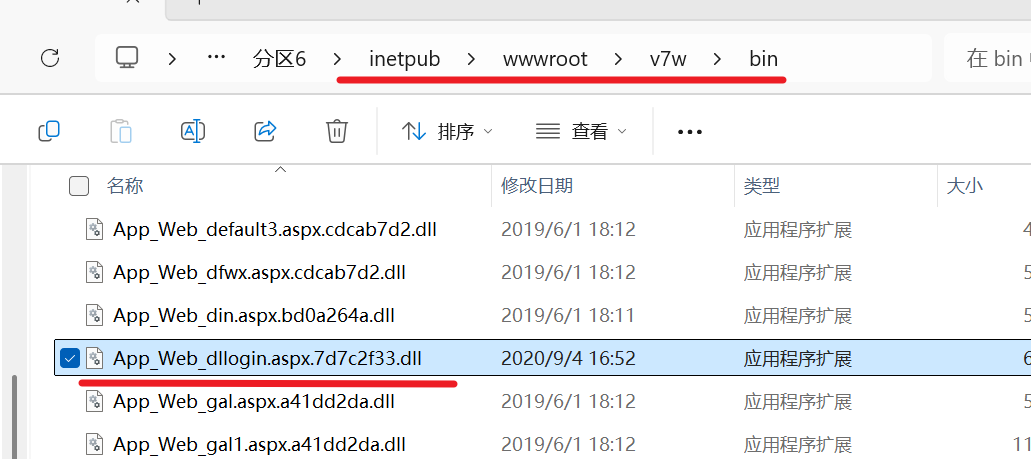 ··· 分区6 inetpub wwwroot v7w bin 在 bin
排序 查看 •••
名称 修改日期 类型 大小
App_Web_default3.aspx.cdcab7d2.dll 2019/6/1 18:12 应用程序扩展 4
App_Web_dfwx.aspx.cdcab7d2.dll 2019/6/1 18:12 应用程序扩展 5
App_Web_din.aspx.bd0a264a.dll 2019/6/1 18:11 应用程序扩展 5
App_Web_dllogin.aspx.7d7c2f33.dll 2020/9/4 16:52 应用程序扩展 6
App_Web_gal.aspx.a41dd2da.dll 2019/6/1 18:12 应用程序扩展 5
App_Web_gal1.aspx.a41dd2da.dll 2019/6/1 18:12 应用程序扩展 11